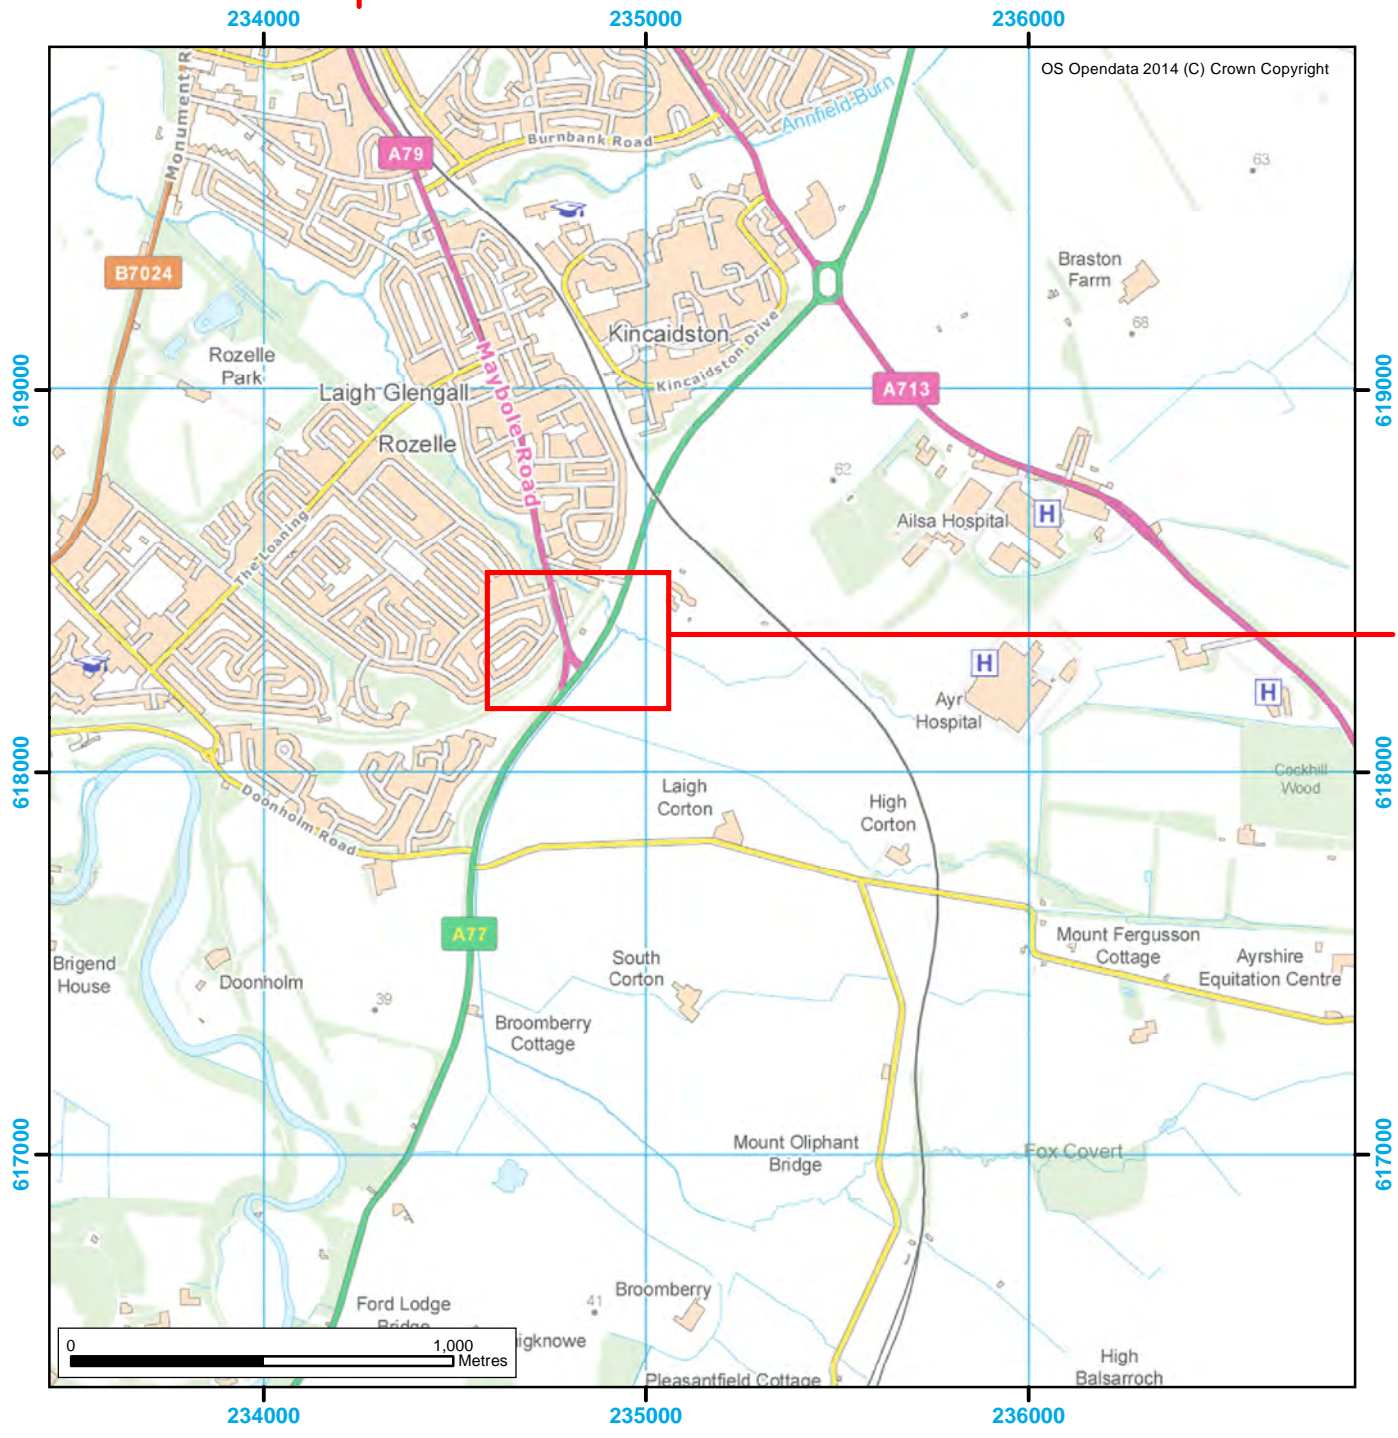 234000
235000
236000
OS Opendata 2014 (C) Crown Copyright
Monument R
A79
Burnbank Road
Annfield Burn
63
B7024
Braston
Farm
68
Kincaidston
Rozelle
Park
Kincaidston Drive
619000
619000
Laigh Glengall
Maybole Road
A713
Rozelle
62
Ailsa Hospital
H
The Loaning
H
H
Ayr
Hospital
618000
618000
Laigh
Corton
High
Corton
Cockhill
Wood
Doonholm Road
A77
Brigend
House
Doonholm
39
South
Corton
Mount Fergusson
Cottage
Ayrshire
Equitation Centre
Broomberry
Cottage
617000
617000
Mount Oliphant
Bridge
Fox Covert
Ford Lodge
Bridge
41
Broomberry
igknowe
0
1,000
Metres
Pleasantfield Cottage
High
Balsarroch
234000
235000
236000